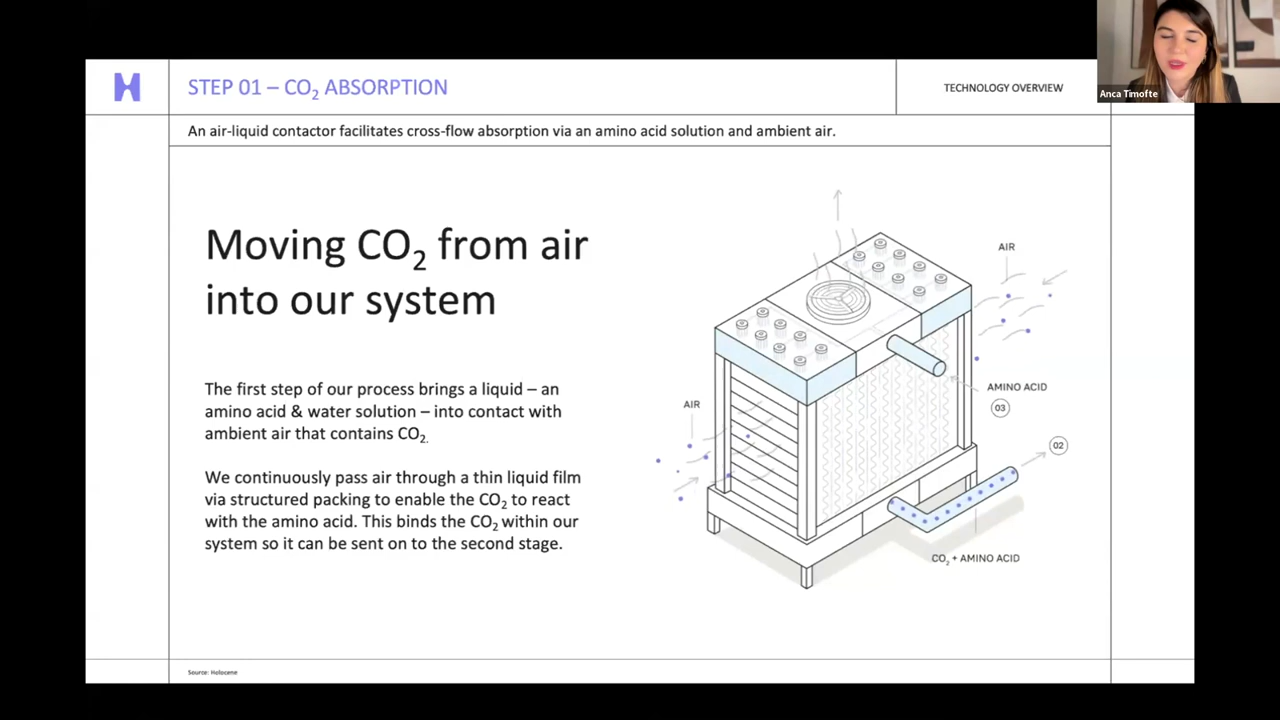 STEP 01 – CO₂ ABSORPTION
TECHNOLOGY OVERVIEW
Anca Timofte
An air-liquid contactor facilitates cross-flow absorption via an amino acid solution and ambient air.
Moving CO₂ from air
into our system
The first step of our process brings a liquid – an
amino acid & water solution – into contact with
ambient air that contains CO₂.
We continuously pass air through a thin liquid film
via structured packing to enable the CO₂ to react
with the amino acid. This binds the CO₂ within our
system so it can be sent on to the second stage.
AIR
AMINO ACID
03
AIR
02
CO₂ + AMINO ACID
Source: Holocene